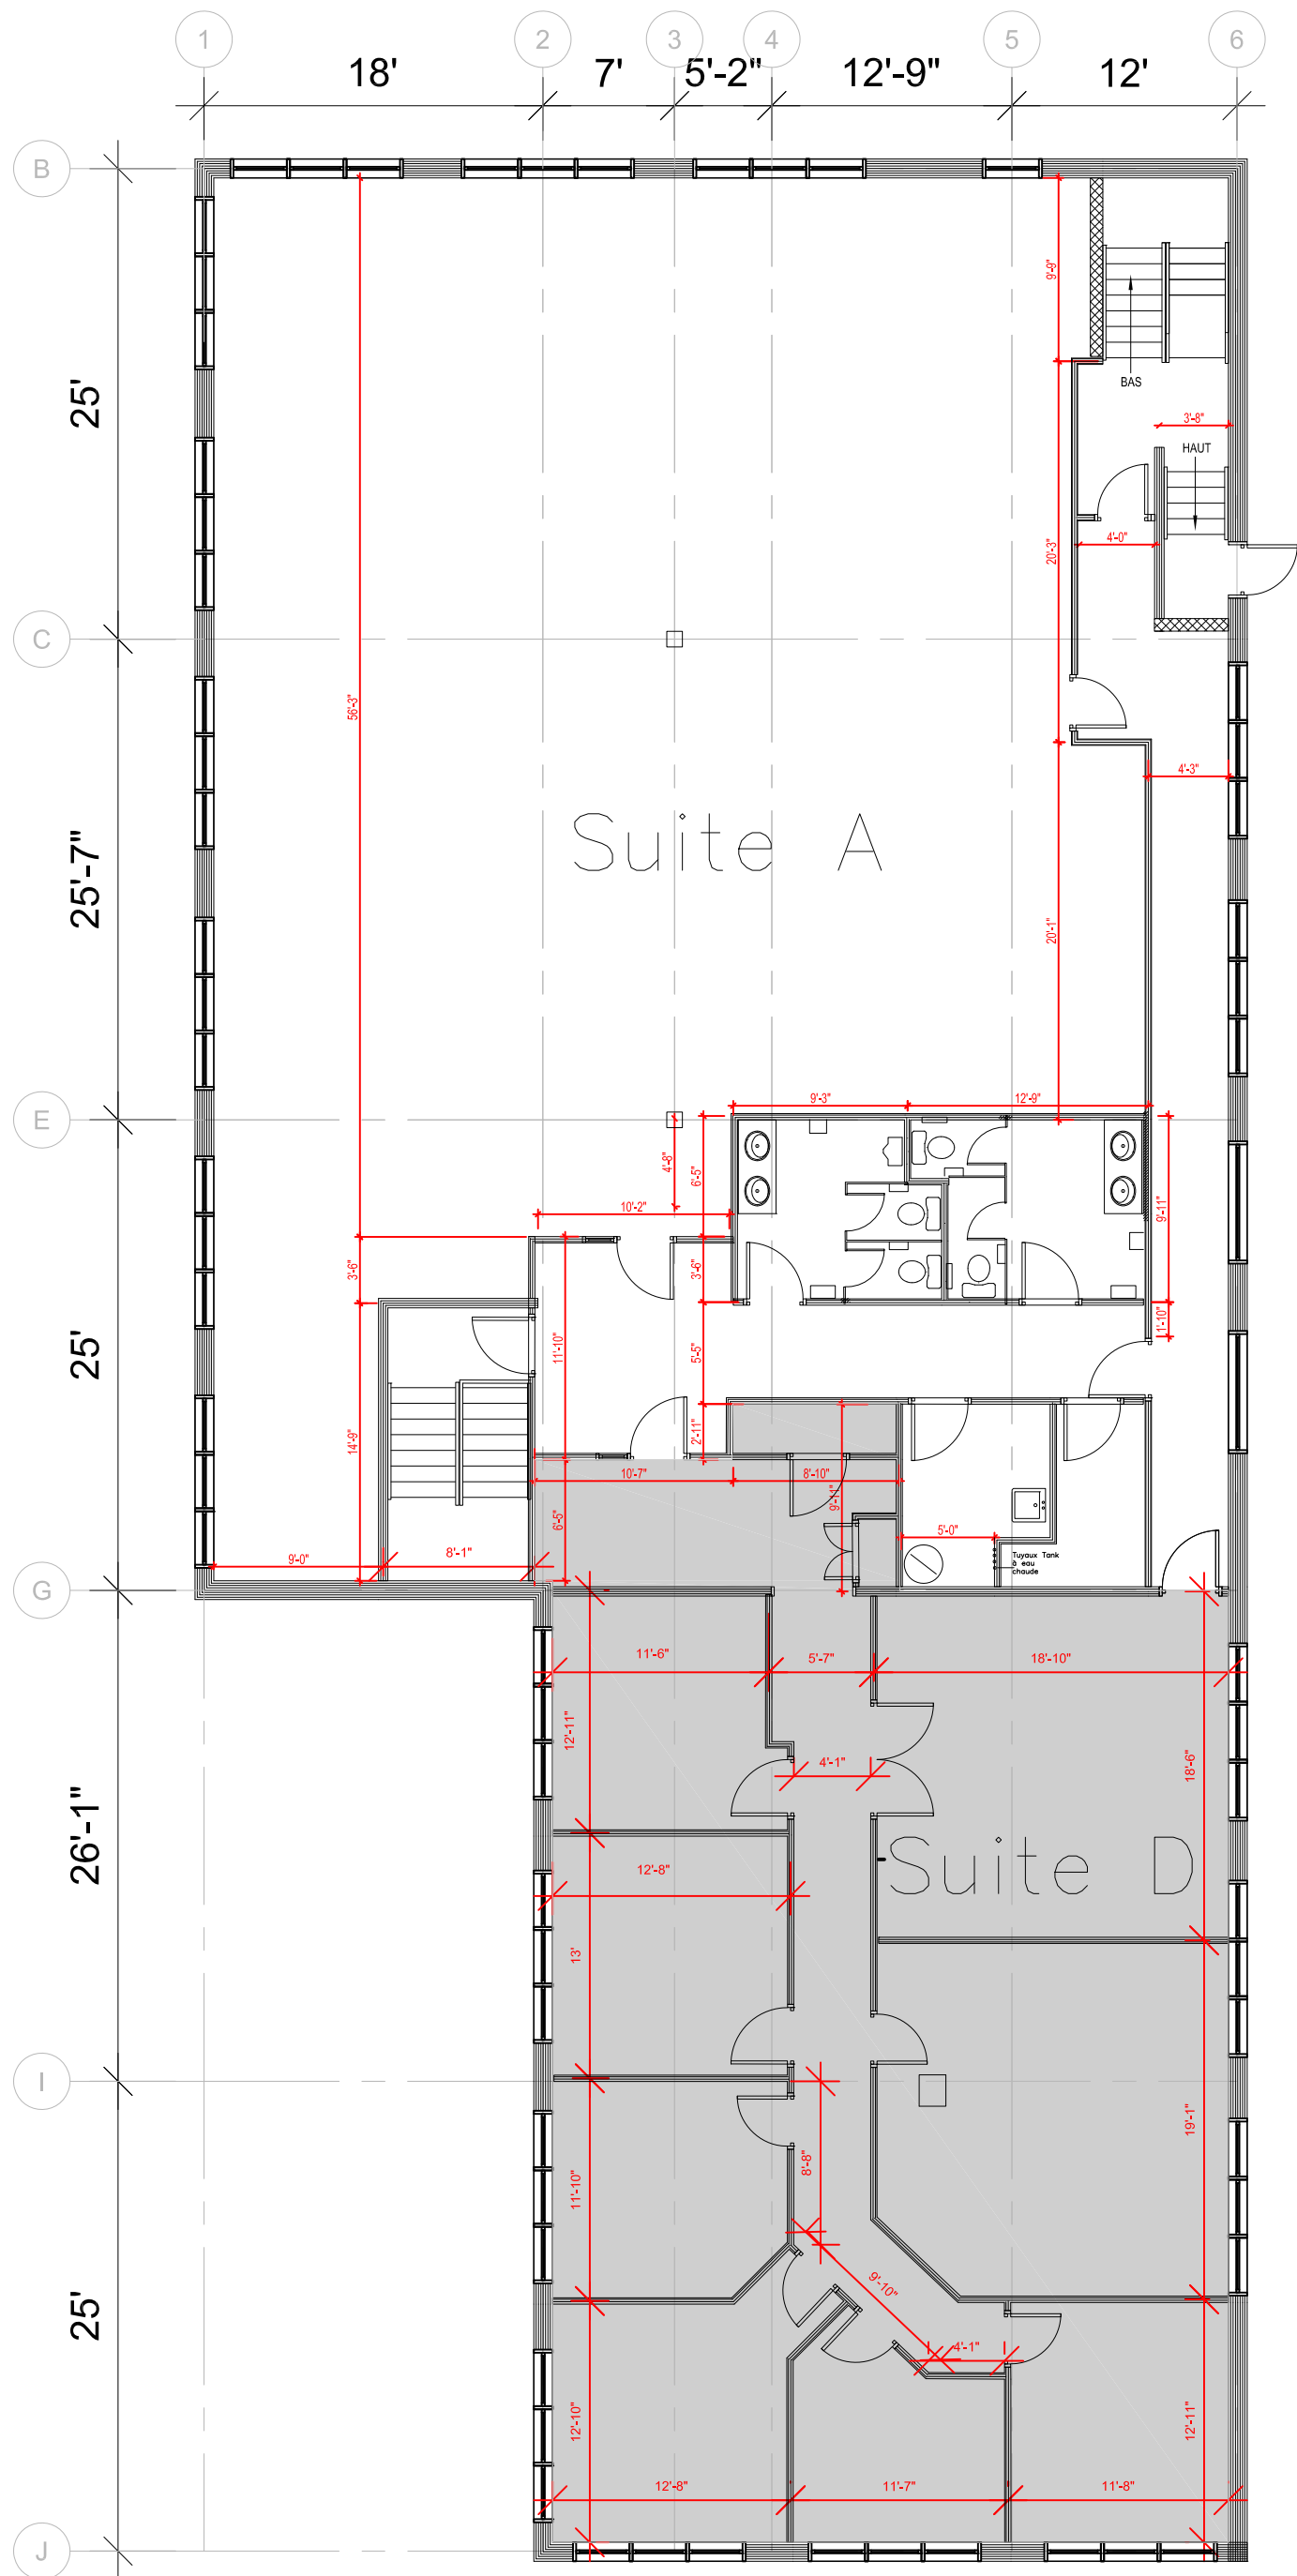 1 2 3 4 5 6
18' 7' 5'-2" 12'-9" 12'
B
9'-9"
25'
BAS
3'-8"
HAUT
20'-3"
4'-0"
C
56'-3"
4'-3"
Suite A
25'-7"
20'-1"
9'-3" 12'-9"
E
4'-8" 6'-5"
9'-11"
10'-2"
3'-6" 3'-6"
1'-10"
25'
11'-10" 5'-5"
14'-9" 2'-11"
10'-7" 8'-10"
9'-11"
6'-5"
5'-0"
9'-0" 8'-1"
Tuyaux Tank
à eau
chaude
G
11'-6" 5'-7" 18'-10"
12'-11"
4'-1"
18'-6"
26'-1"
Suite D
12'-8"
13'
I
8'-8"
19'-1"
11'-10"
9'-10"
25'
4'-1"
12'-10" 12'-11"
12'-8" 11'-7" 11'-8"
J